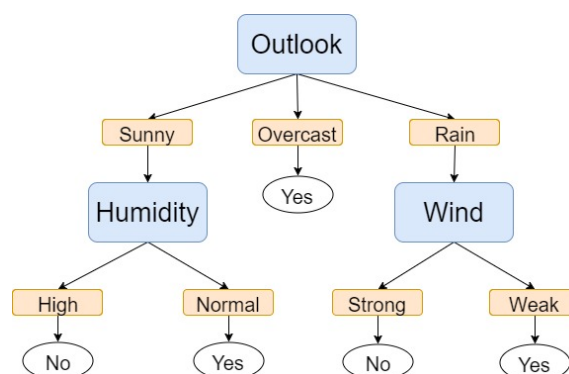 Outlook
Sunny Overcast Rain
Yes
Humidity Wind
High Normal Strong Weak
No Yes No Yes